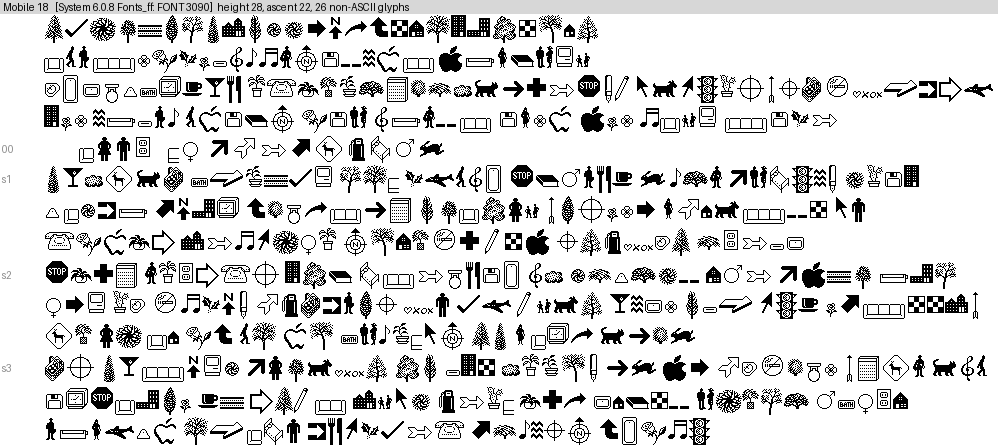 Mobile 18 [System 6.0.8 Fonts_ff: FONT3090] height 28, ascent 22, 26 non-ASCII glyphs
00
s1
s2
s3